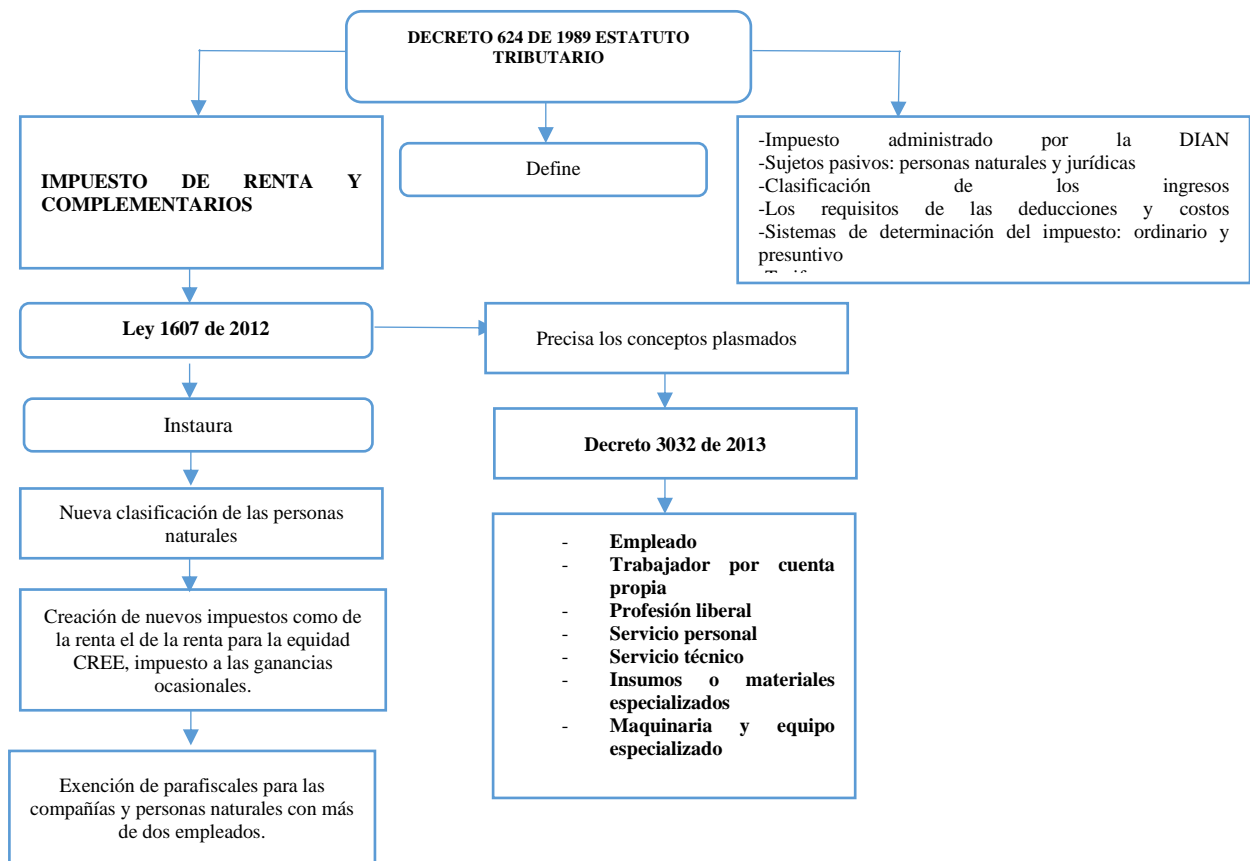 DECRETO 624 DE 1989 ESTATUTO
TRIBUTARIO
IMPUESTO DE RENTA Y
COMPLEMENTARIOS
Define
-Impuesto administrado por la DIAN
-Sujetos pasivos: personas naturales y jurídicas
-Clasificación de los ingresos
-Los requisitos de las deducciones y costos
-Sistemas de determinación del impuesto: ordinario y
presuntivo
Ley 1607 de 2012
Precisa los conceptos plasmados
Instaura
Decreto 3032 de 2013
Nueva clasificación de las personas
naturales
Creación de nuevos impuestos como de
la renta el de la renta para la equidad
CREE, impuesto a las ganancias
ocasionales.
Exención de parafiscales para las
compañías y personas naturales con más
de dos empleados.
- Empleado
- Trabajador por cuenta
propia
- Profesión liberal
- Servicio personal
- Servicio técnico
- Insumos o materiales
especializados
- Maquinaria y equipo
especializado